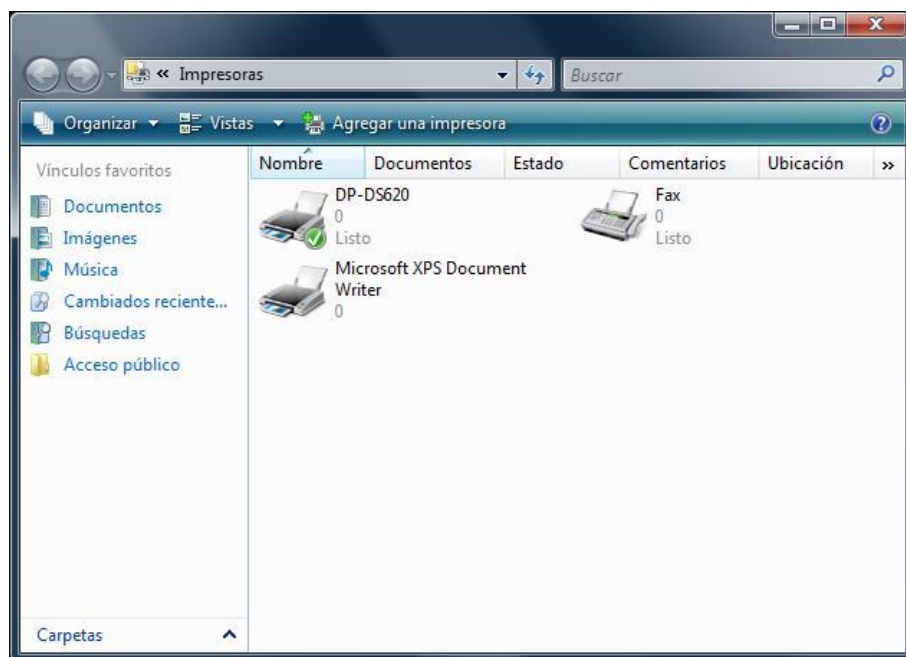 « Impresoras
Buscar
Organizar
Vistas
Agregar una impresora
Vínculos favoritos
Documentos
Imágenes
Música
Cambiados reciente...
Búsquedas
Acceso público
Carpetas
Nombre Documentos Estado Comentarios Ubicación »
DP-DS620
0
Listo
Fax
0
Listo
Microsoft XPS Document
Writer
0